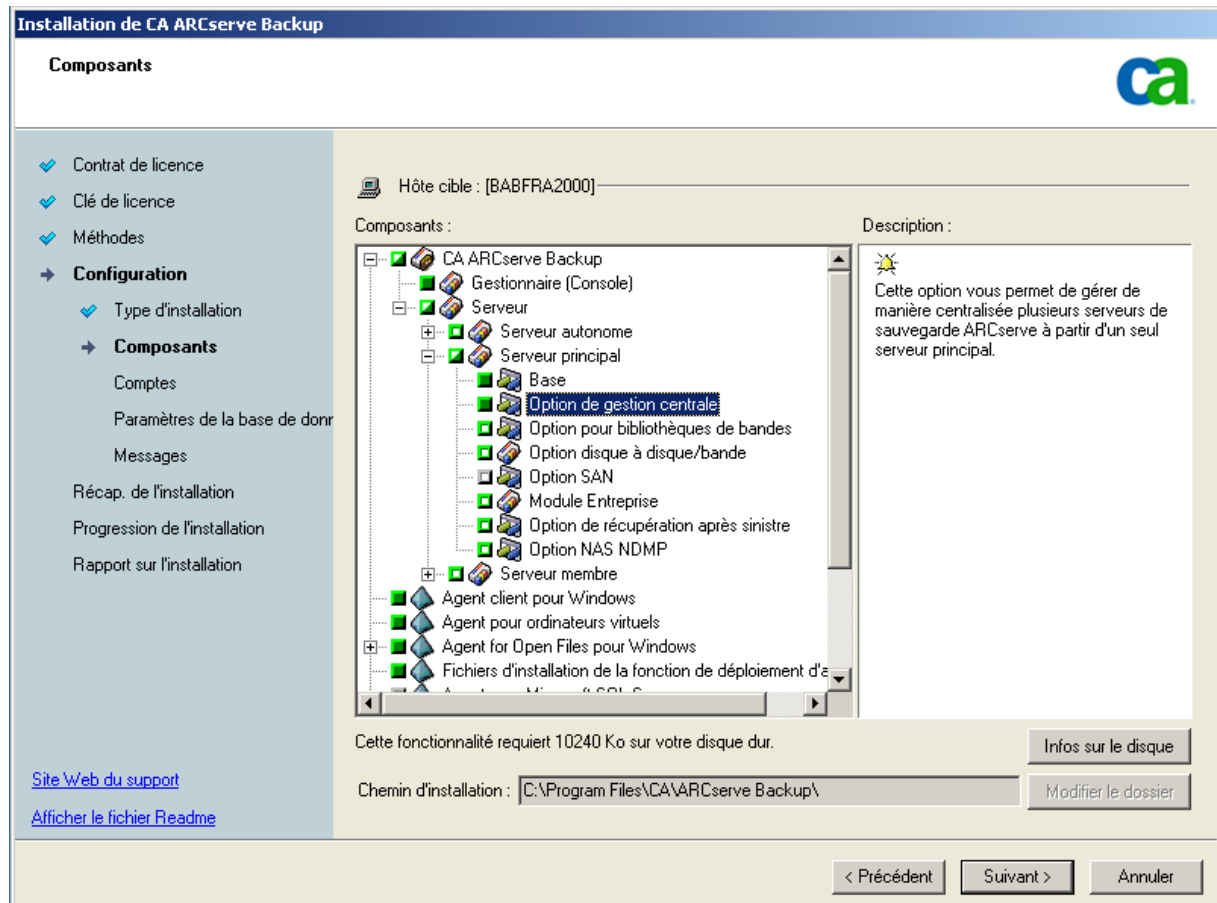 Installation de CA ARCserve Backup
Composants
ca
Contrat de licence
Clé de licence
Méthodes
Configuration
Type d'installation
Composants
Comptes
Paramètres de la base de donr
Messages
Récap. de l'installation
Progression de l'installation
Rapport sur l'installation
Site Web du support
Afficher le fichier Readme
Hôte cible : [BABFRA2000]
Composants :
CA ARCserve Backup
Gestionnaire (Console)
Serveur
Serveur autonome
Serveur principal
Base
Option de gestion centrale
Option pour bibliothèques de bandes
Option disque à disque/bande
Option SAN
Module Entreprise
Option de récupération après sinistre
Option NAS NDMP
Serveur membre
Agent client pour Windows
Agent pour ordinateurs virtuels
Agent for Open Files pour Windows
Fichiers d'installation de la fonction de déploiement d'a
Description :
Cette option vous permet de gérer de
manière centralisée plusieurs serveurs de
sauvegarde ARCserve à partir d'un seul
serveur principal.
Cette fonctionnalité requiert 10240 Ko sur votre disque dur.
Infos sur le disque
Chemin d'installation : C:\Program Files\CA\ARCserve Backup\
Modifier le dossier
< Précédent Suivant > Annuler